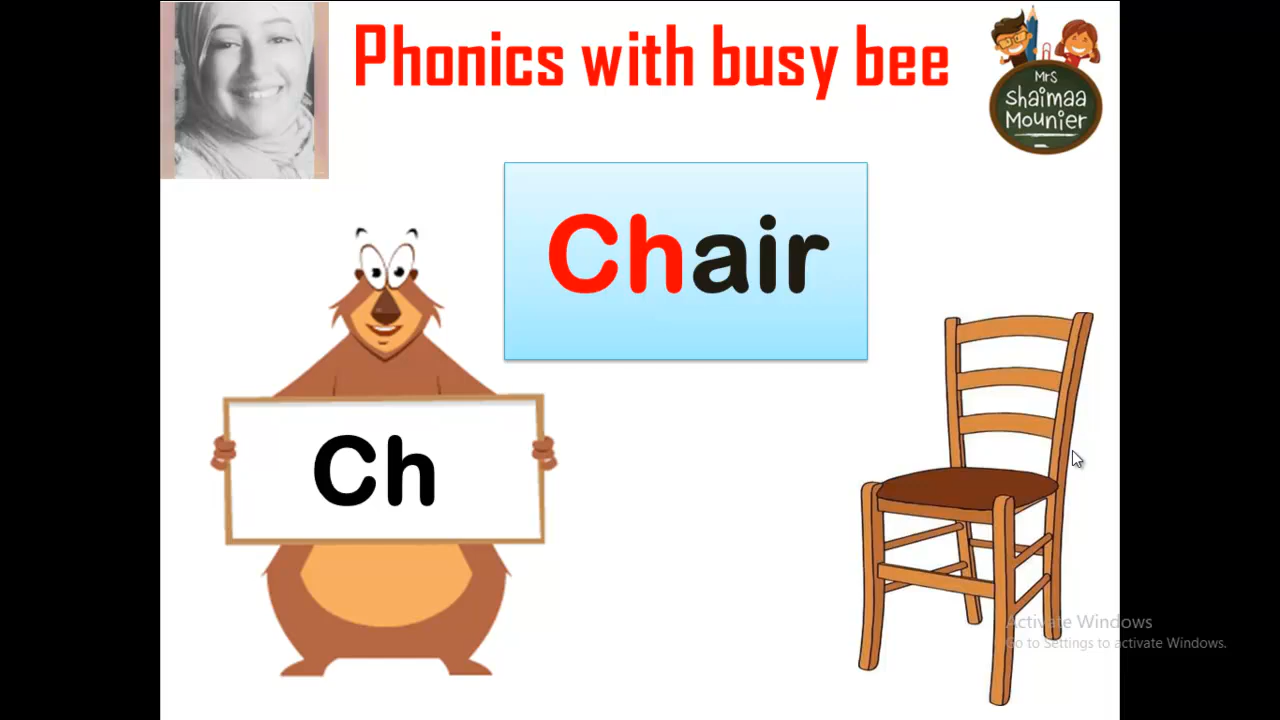 Phonics with busy bee
Mrs
Shaimaa
Mounier
Chair
Ch
Activate Windows
Go to Settings to activate Windows.